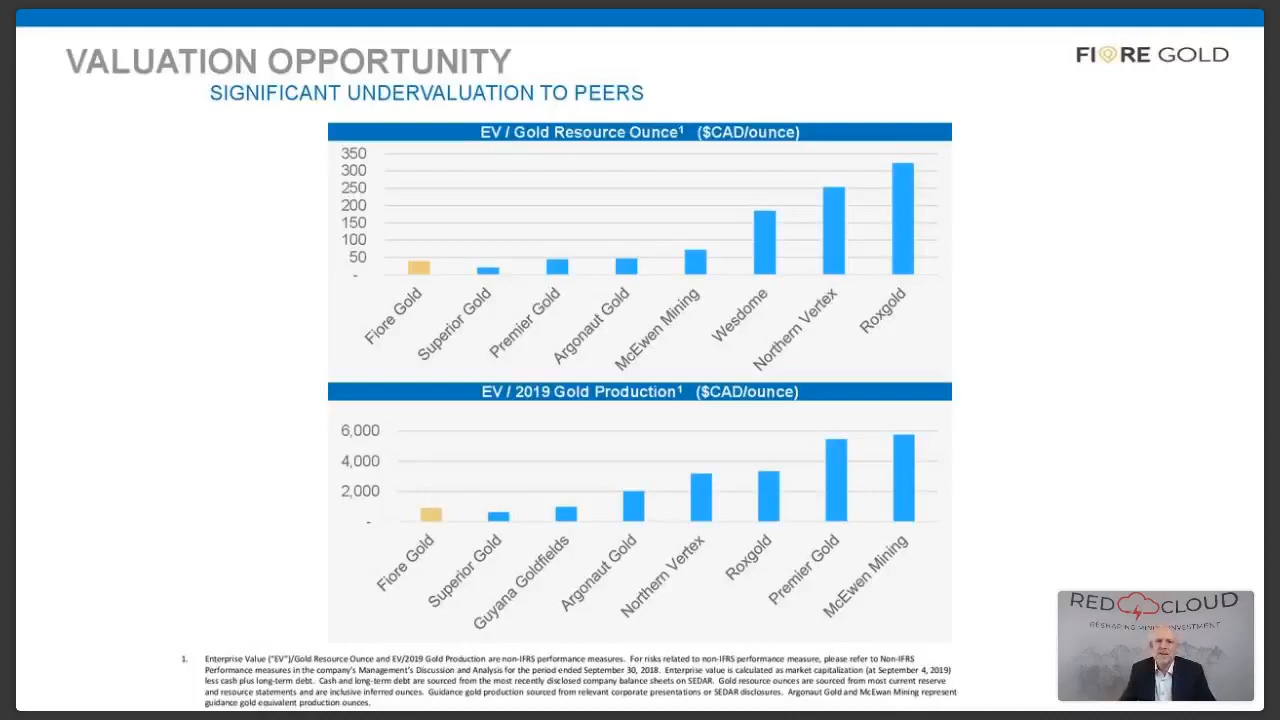 VALUATION OPPORTUNITY
FIORE GOLD
SIGNIFICANT UNDERVALUATION TO PEERS
EV / Gold Resource Ounce¹ ($CAD/ounce)
350
300
250
200
150
100
50
-
Fiore Gold
Superior Gold
Premier Gold
Argonaut Gold
McEwen Mining
Wesdome
Northern Vertex
Roxgold
EV / 2019 Gold Production¹ ($CAD/ounce)
6,000
4,000
2,000
-
Fiore Gold
Superior Gold
Guyana Goldfields
Argonaut Gold
Northern Vertex
Roxgold
Premier Gold
McEwen Mining
RED CLOUD
RESHAPING MINING INVESTMENT
1. Enterprise Value ("EV")/Gold Resource Ounce and EV/2019 Gold Production are non-IFRS performance measures. For risks related to non-IFRS performance measure, please refer to Non-IFRS
Performance measures in the company's Management's Discussion and Analysis for the period ended September 30, 2018. Enterprise value is calculated as market capitalization (at September 4, 2019)
less cash plus long-term debt. Cash and long-term debt are sourced from the most recently disclosed company balance sheets on SEDAR. Gold resource ounces are sourced from most current reserve
and resource statements and are inclusive inferred ounces. Guidance gold production sourced from relevant corporate presentations or SEDAR disclosures. Argonaut Gold and McEwan Mining represent
guidance gold equivalent production ounces.